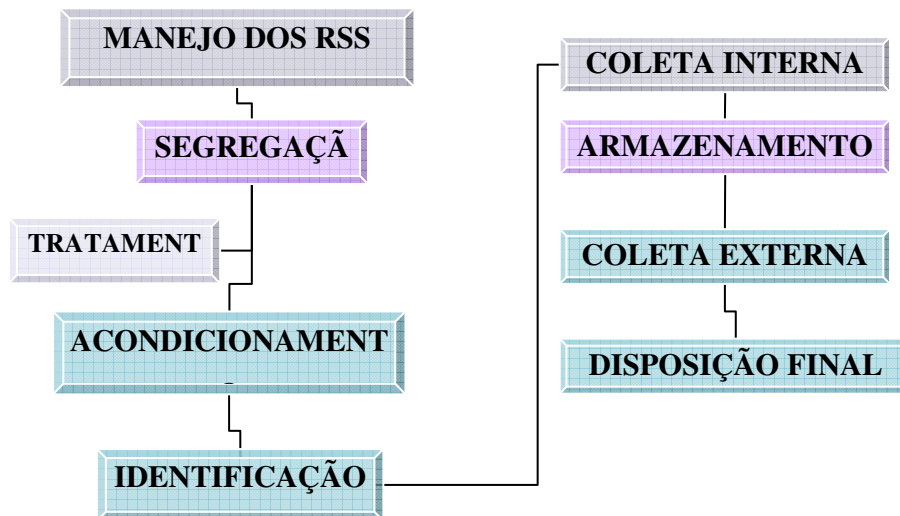 MANEJO DOS RSS
SEGREGAÇÃ
TRATAMENT
ACONDICIONAMENT
IDENTIFICAÇÃO
COLETA INTERNA
ARMAZENAMENTO
COLETA EXTERNA
DISPOSIÇÃO FINAL